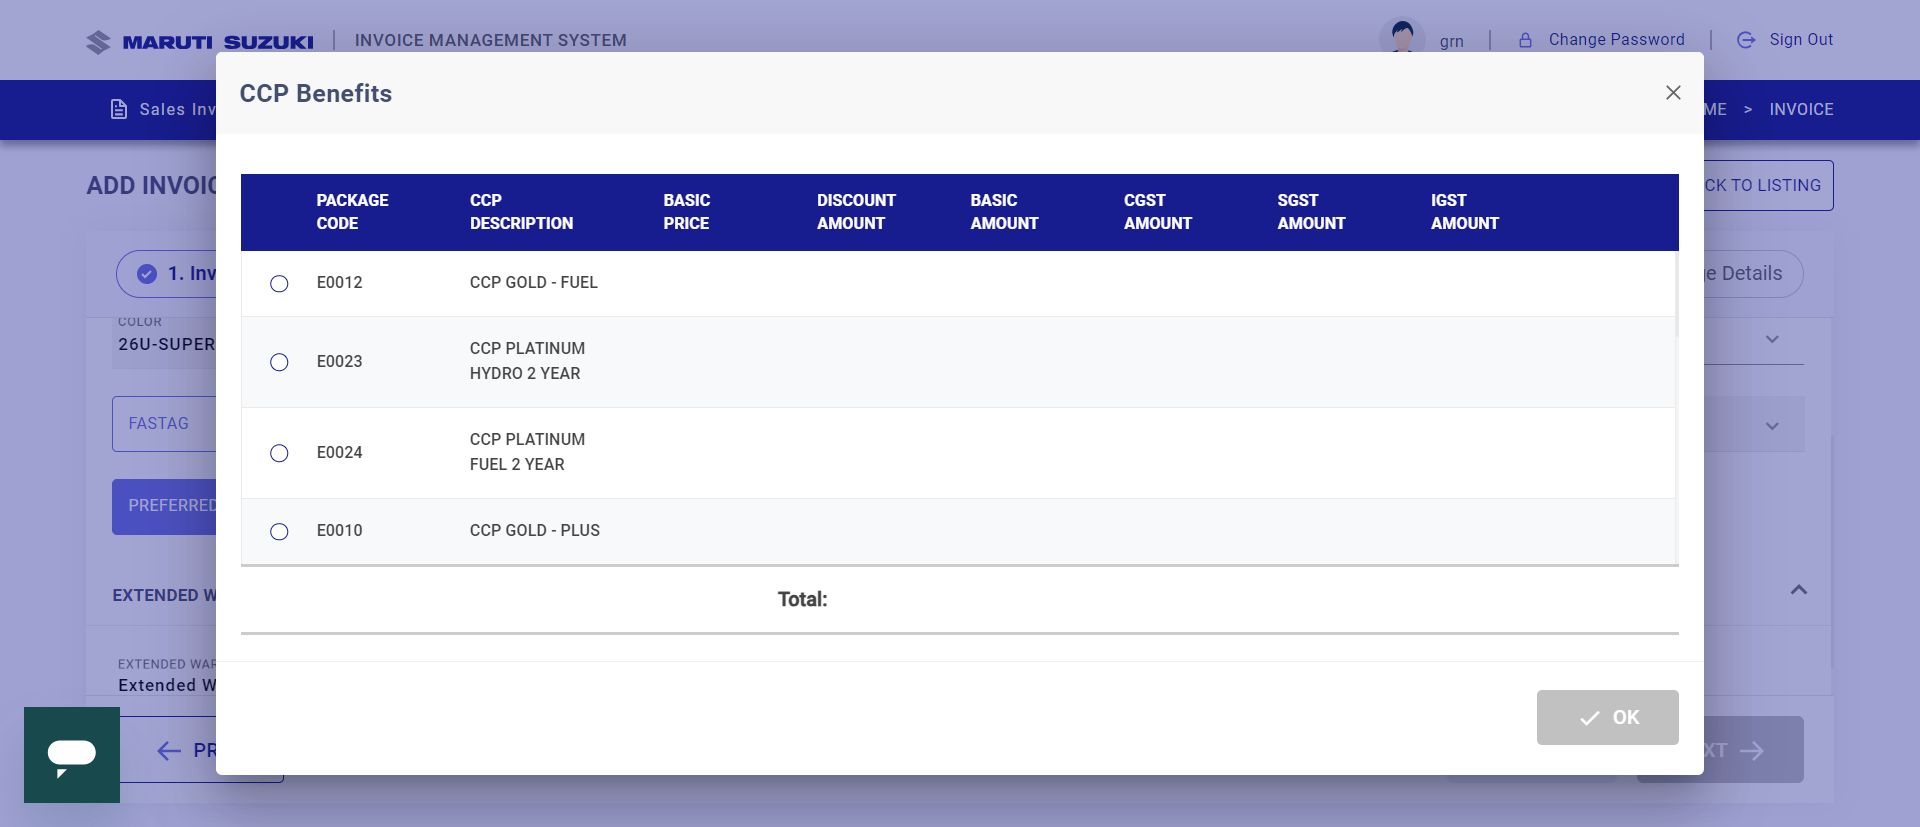 MARUTI SUZUKI
INVOICE MANAGEMENT SYSTEM
grn
Change Password
Sign Out
Sales Inv
ME > INVOICE
ADD INVOIC
CK TO LISTING
1. Inv
e Details
COLOR
26U-SUPER
FASTAG
PREFERRED
EXTENDED W
EXTENDED WAR
Extended W
PR
XT
CCP Benefits
PACKAGE CODE
CCP DESCRIPTION
BASIC PRICE
DISCOUNT AMOUNT
BASIC AMOUNT
CGST AMOUNT
SGST AMOUNT
IGST AMOUNT
E0012 CCP GOLD - FUEL
E0023 CCP PLATINUM
HYDRO 2 YEAR
E0024 CCP PLATINUM
FUEL 2 YEAR
E0010 CCP GOLD - PLUS
Total:
OK